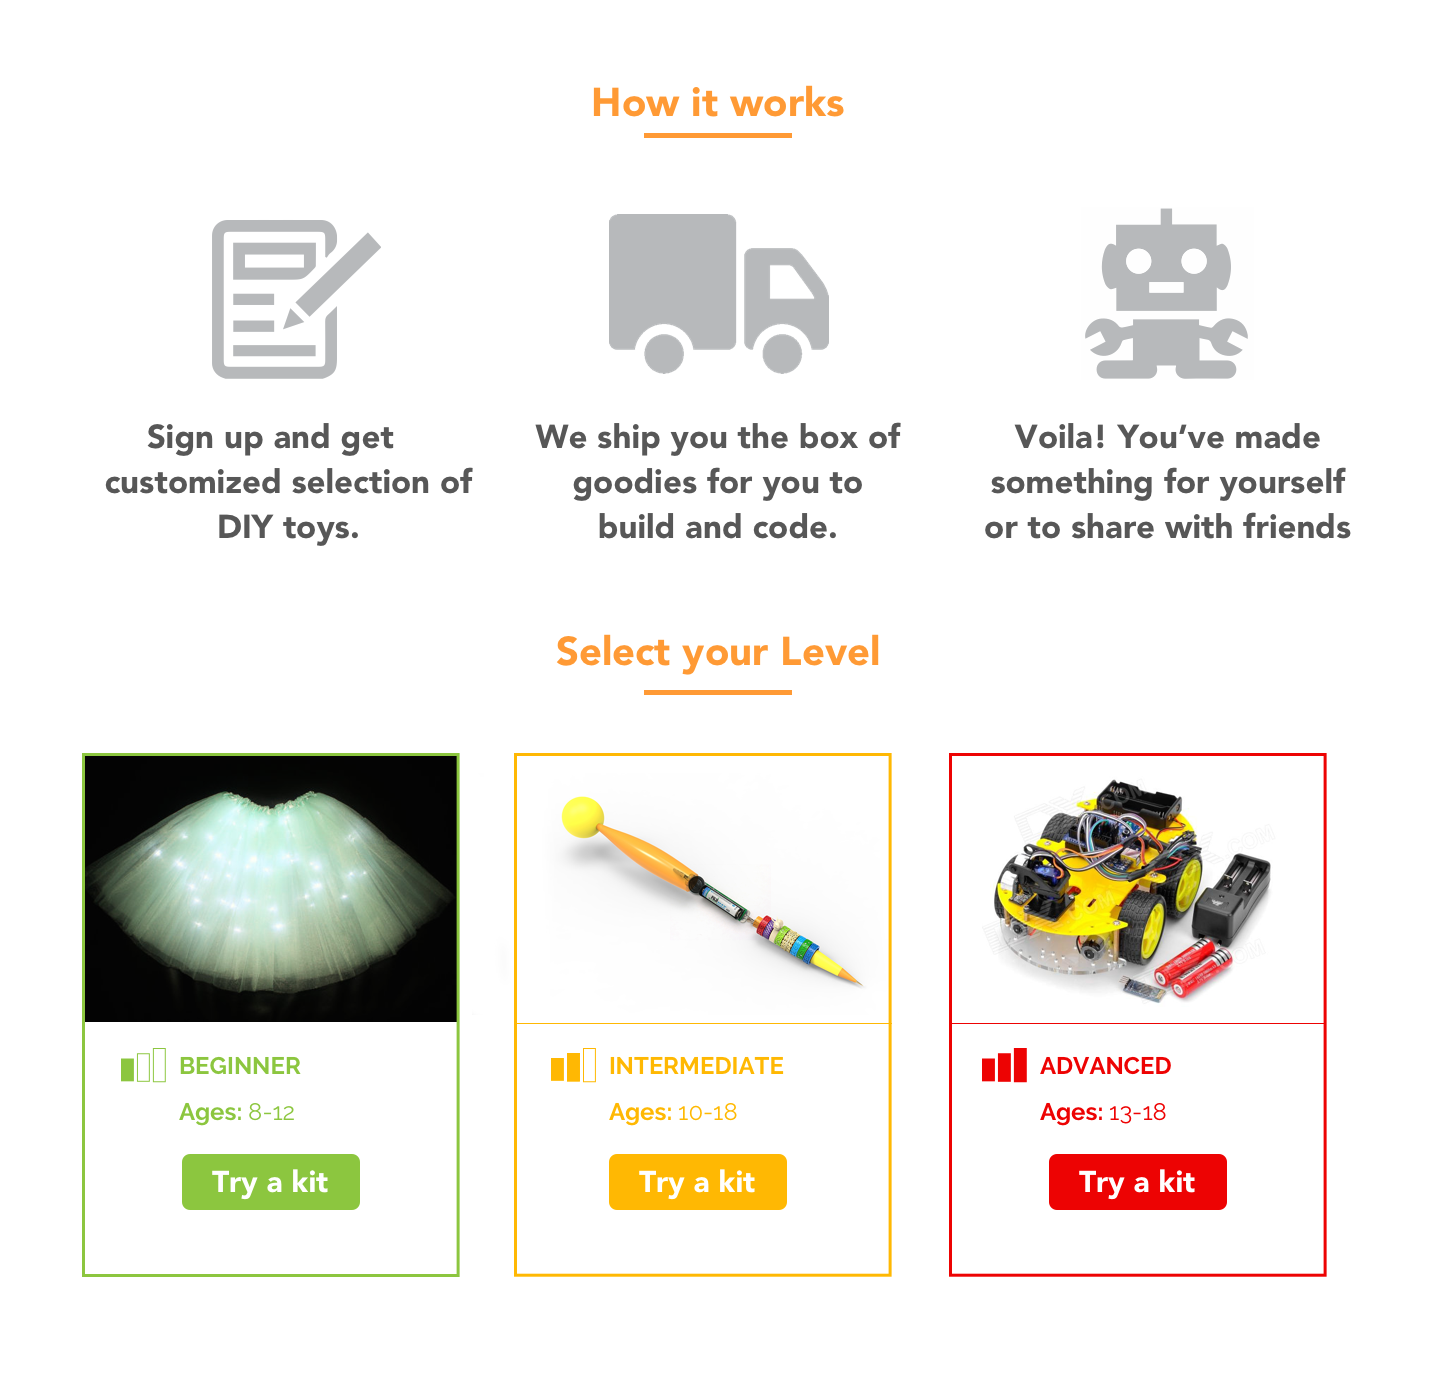 How it works
Sign up and get
customized selection of
DIY toys.
We ship you the box of
goodies for you to
build and code.
Voila! You’ve made
something for yourself
or to share with friends
Select your Level
BEGINNER
Ages: 8-12
Try a kit
INTERMEDIATE
Ages: 10-18
Try a kit
ADVANCED
Ages: 13-18
Try a kit